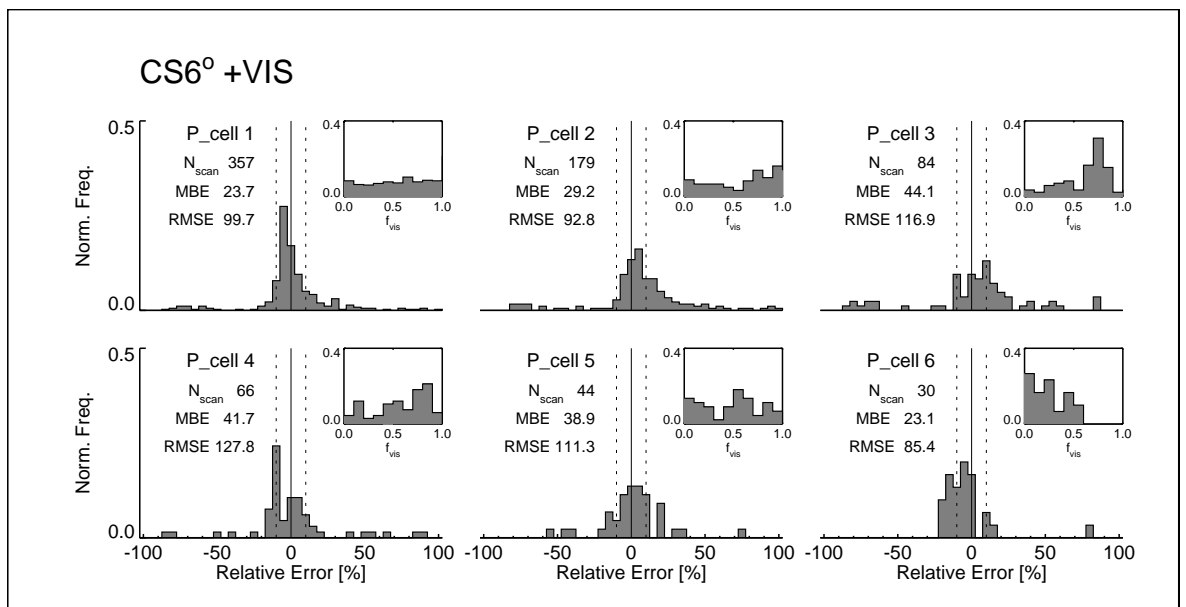 CS6° +VIS
Norm. Freq.
0.5
0.0
P_cell 1
N_scan 357
MBE 23.7
RMSE 99.7
0.4
0.0
0.0 0.5 1.0
f_vis
P_cell 2
N_scan 179
MBE 29.2
RMSE 92.8
0.4
0.0
0.0 0.5 1.0
f_vis
P_cell 3
N_scan 84
MBE 44.1
RMSE 116.9
0.4
0.0
0.0 0.5 1.0
f_vis
Norm. Freq.
0.5
0.0
P_cell 4
N_scan 66
MBE 41.7
RMSE 127.8
0.4
0.0
0.0 0.5 1.0
f_vis
-100 -50 0 50 100
Relative Error [%]
P_cell 5
N_scan 44
MBE 38.9
RMSE 111.3
0.4
0.0
0.0 0.5 1.0
f_vis
-100 -50 0 50 100
Relative Error [%]
P_cell 6
N_scan 30
MBE 23.1
RMSE 85.4
0.4
0.0
0.0 0.5 1.0
f_vis
-100 -50 0 50 100
Relative Error [%]